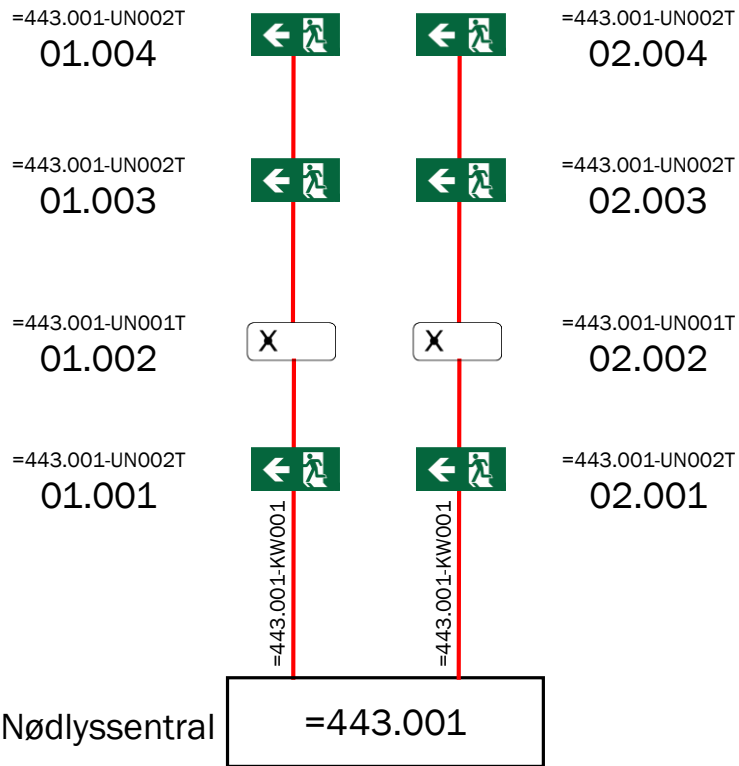 =443.001-UN002T
01.004
=443.001-UN002T
02.004
=443.001-UN002T
01.003
=443.001-UN002T
02.003
=443.001-UN001T
01.002
=443.001-UN001T
02.002
=443.001-UN002T
01.001
=443.001-UN002T
02.001
=443.001-KW001
=443.001-KW001
Nødlyssentral
=443.001